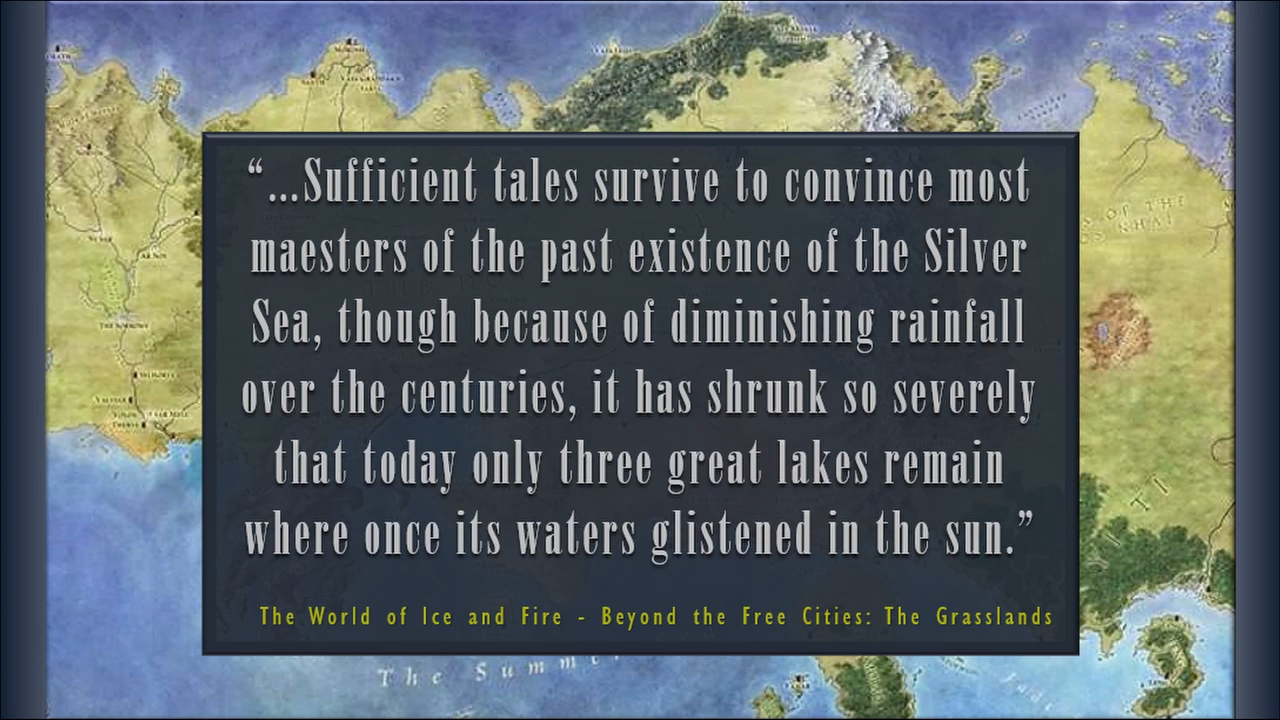 “...Sufficient tales survive to convince most
maesters of the past existence of the Silver
Sea, though because of diminishing rainfall
over the centuries, it has shrunk so severely
that today only three great lakes remain
where once its waters glistened in the sun.”
The World of Ice and Fire - Beyond the Free Cities: The Grasslands
The Summe